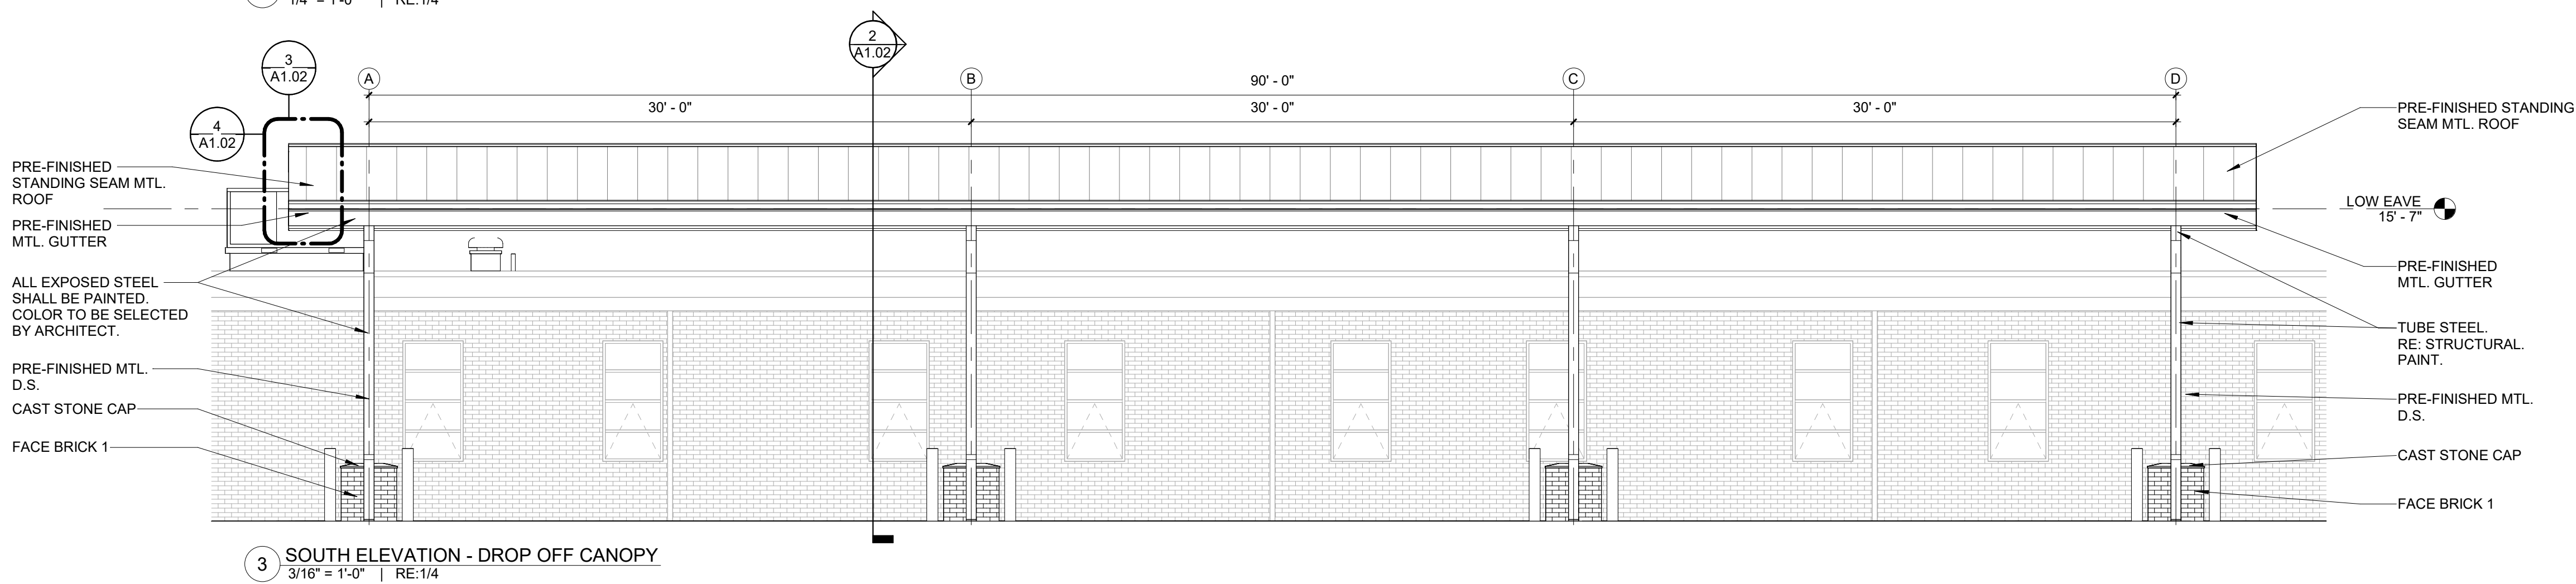 1/4" = 1'-0" | RE:1/4
2
A1.02
3
A1.02
4
A1.02
A
B
C
D
90' - 0"
30' - 0"
30' - 0"
30' - 0"
PRE-FINISHED
STANDING SEAM MTL.
ROOF
PRE-FINISHED
MTL. GUTTER
ALL EXPOSED STEEL
SHALL BE PAINTED.
COLOR TO BE SELECTED
BY ARCHITECT.
PRE-FINISHED MTL.
D.S.
CAST STONE CAP
FACE BRICK 1
PRE-FINISHED STANDING
SEAM MTL. ROOF
LOW EAVE
15' - 7"
PRE-FINISHED
MTL. GUTTER
TUBE STEEL.
RE: STRUCTURAL.
PAINT.
PRE-FINISHED MTL.
D.S.
CAST STONE CAP
FACE BRICK 1
3
SOUTH ELEVATION - DROP OFF CANOPY
3/16" = 1'-0" | RE:1/4